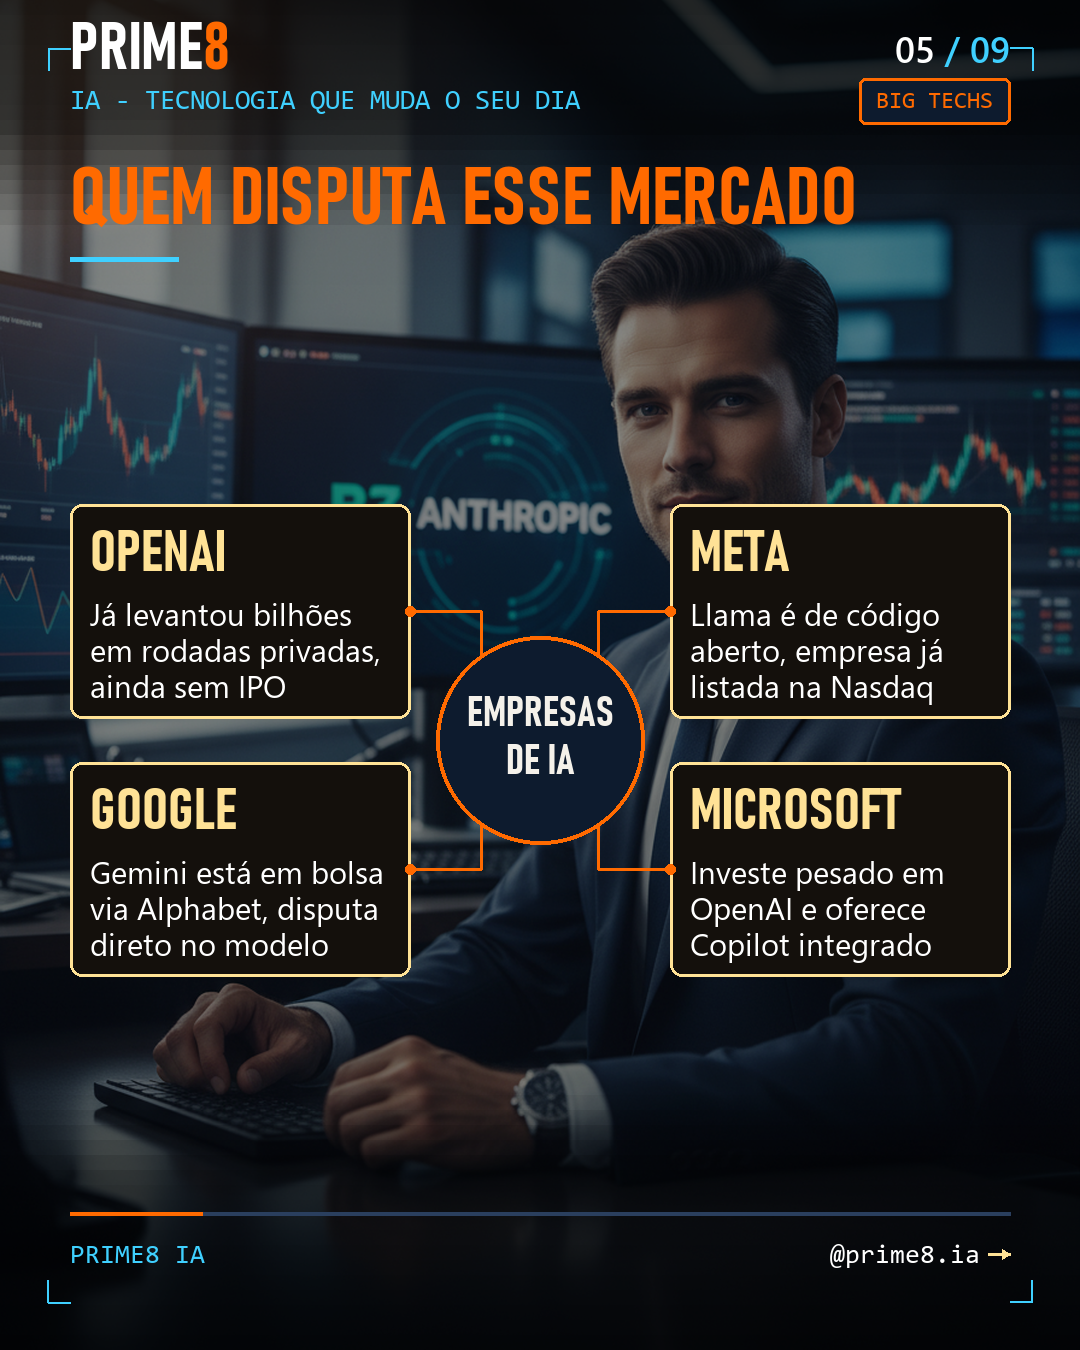 PRIME8
05 / 09
IA - TECNOLOGIA QUE MUDA O SEU DIA
BIG TECHS
QUEM DISPUTA ESSE MERCADO
ANTHROPIC
OPENAI
Já levantou bilhões
em rodadas privadas,
ainda sem IPO
META
Llama é de código
aberto, empresa já
listada na Nasdaq
EMPRESAS
DE IA
GOOGLE
Gemini está em bolsa
via Alphabet, disputa
direto no modelo
MICROSOFT
Investe pesado em
OpenAI e oferece
Copilot integrado
PRIME8 IA
@prime8.ia